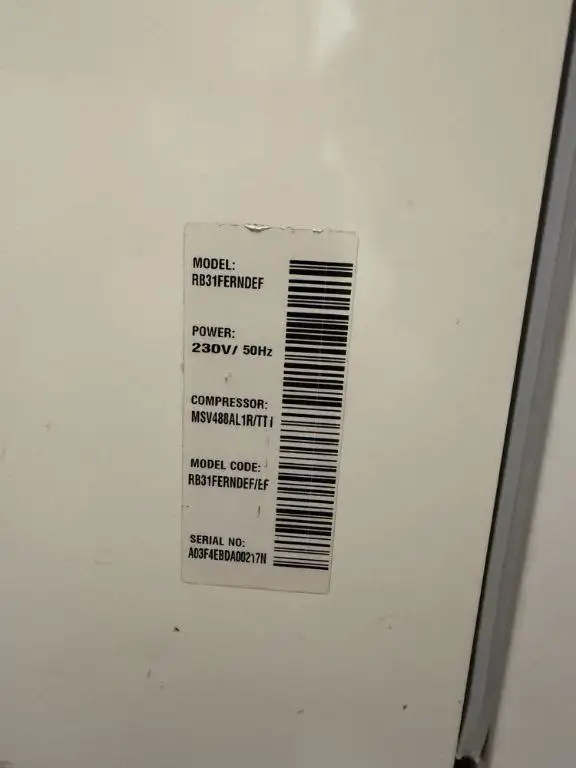 MODEL:
RB31FERNDEF
POWER:
230V/ 50Hz
COMPRESSOR:
MSV488AL1R/TT1
MODEL CODE:
RB31FERNDEF/EF
SERIAL NO:
A03F4EBDA00217N